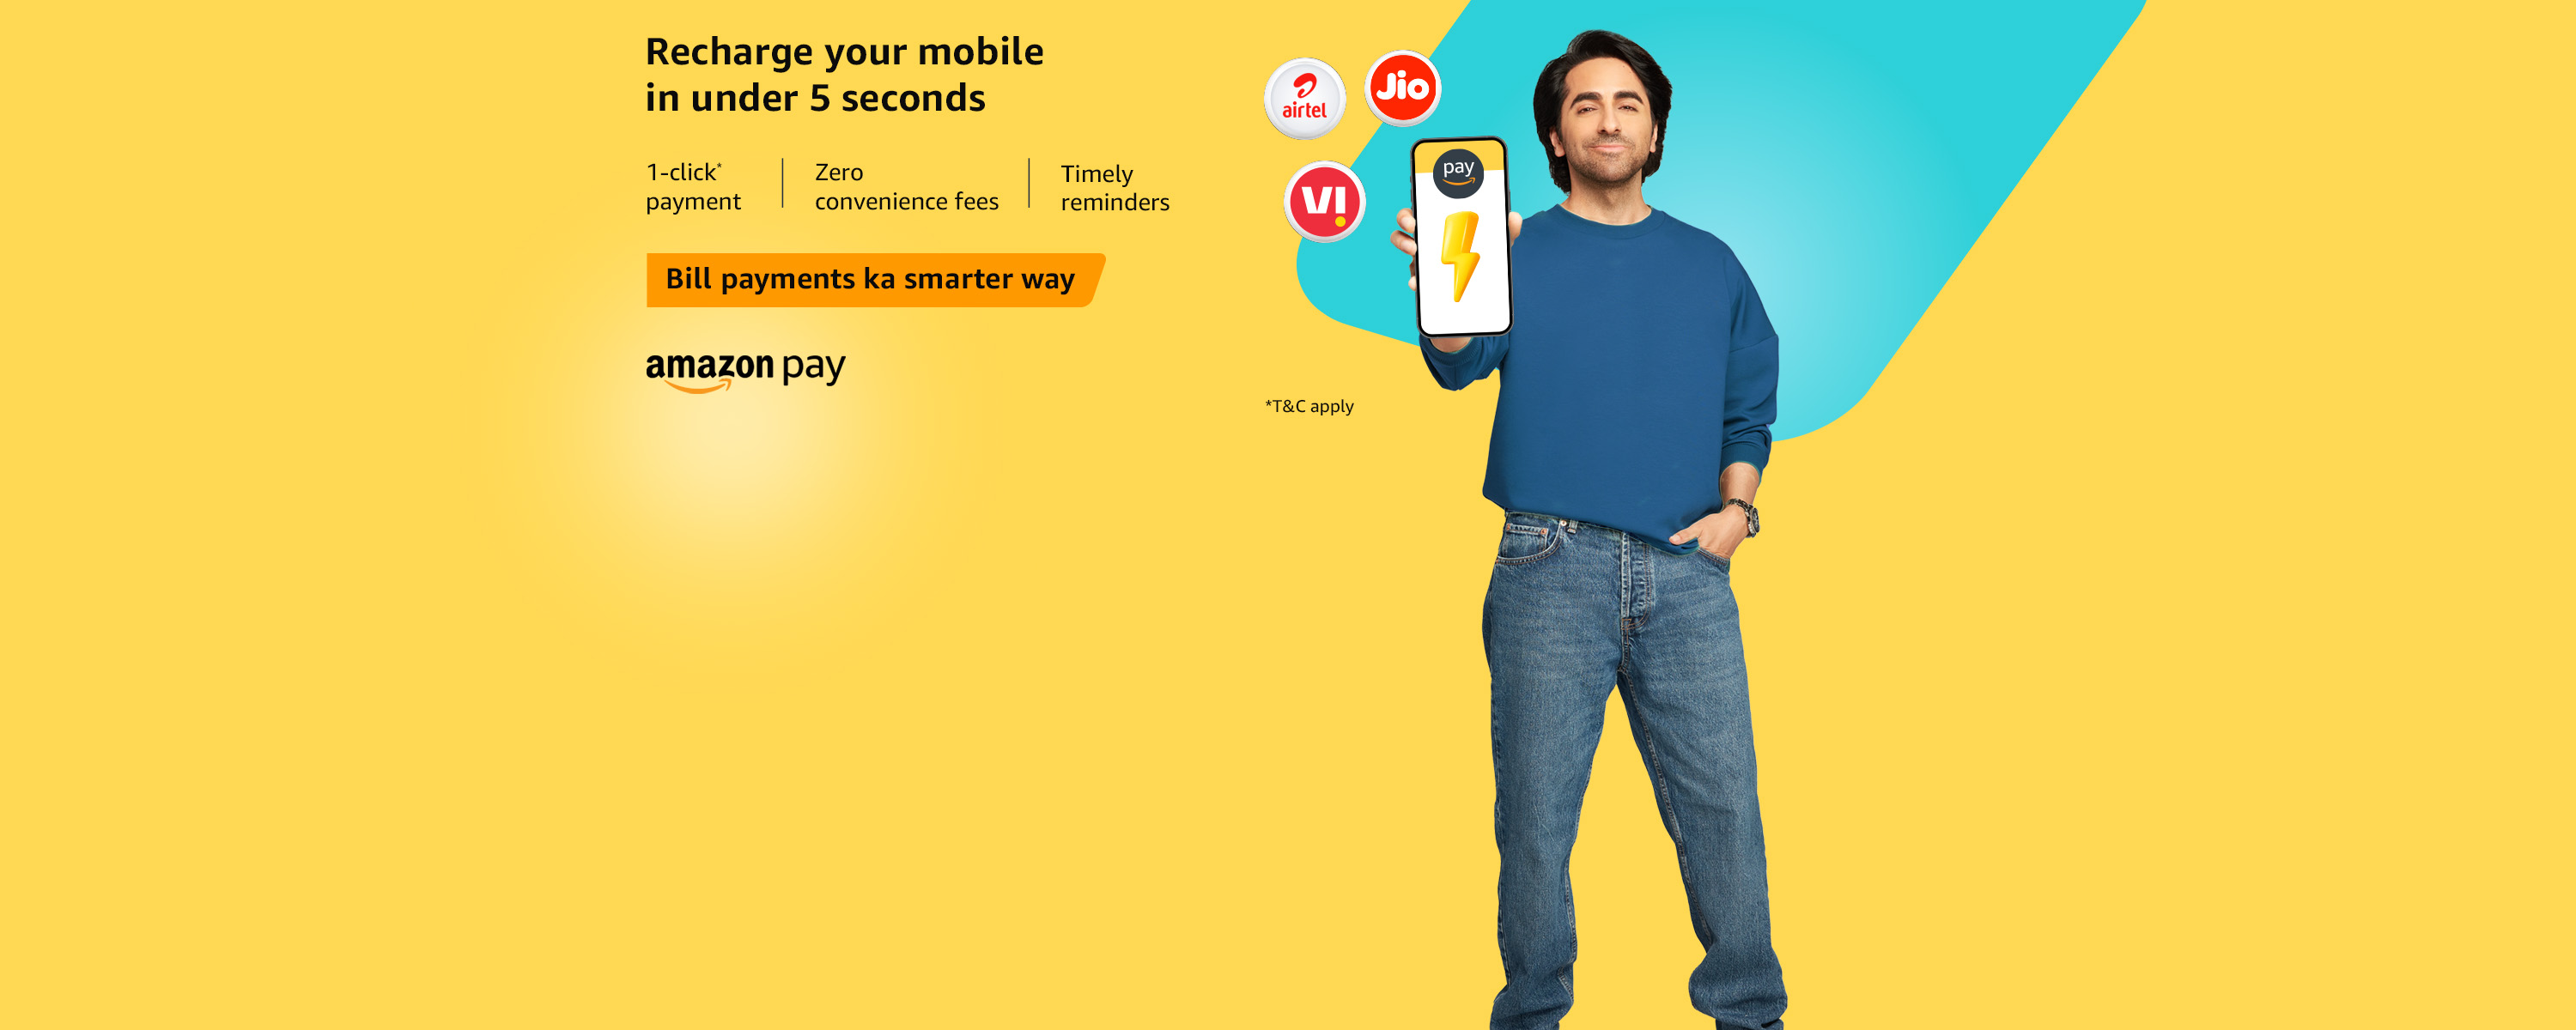 Recharge your mobile
in under 5 seconds
1-click*
payment
Zero
convenience fees
Timely
reminders
Bill payments ka smarter way
amazon pay
airtel
Jio
VI
pay
*T&C apply